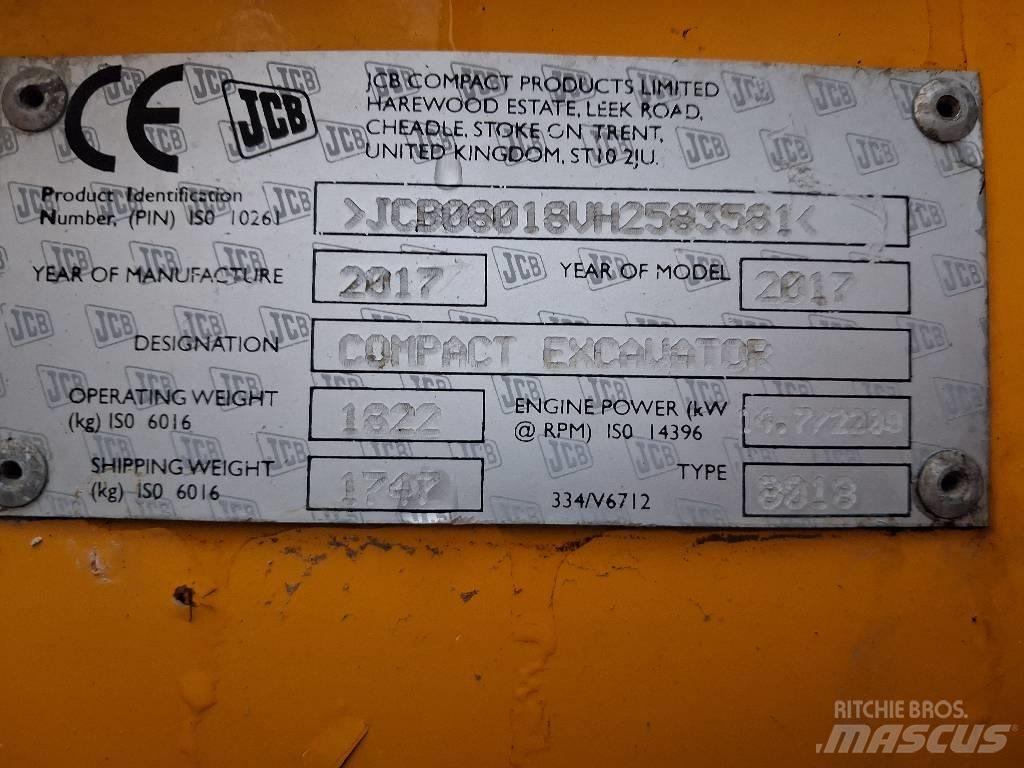 CE JCB
JCB COMPACT PRODUCTS LIMITED
HAREWOOD ESTATE, LEEK ROAD,
CHEADLE, STOKE ON TRENT,
UNITED KINGDOM, ST10 2JU.
Product Identification
Number, (PIN) ISO 10261
>JCB08018VH2583581<
YEAR OF MANUFACTURE 2017 YEAR OF MODEL 2017
DESIGNATION COMPACT EXCAVATOR
OPERATING WEIGHT
(kg) ISO 6016
1822
ENGINE POWER (kW
@ RPM) ISO 14396
SHIPPING WEIGHT
(kg) ISO 6016
1747
334/V6712
TYPE
8018
RITCHIE BROS.
MASCUS